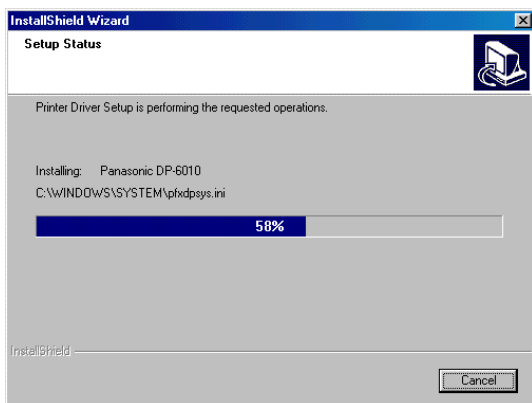 InstallShield Wizard
Setup Status
Printer Driver Setup is performing the requested operations.
Installing: Panasonic DP-6010
C:\WINDOWS\SYSTEM\pfxdpsys.ini
58%
InstallShield
Cancel